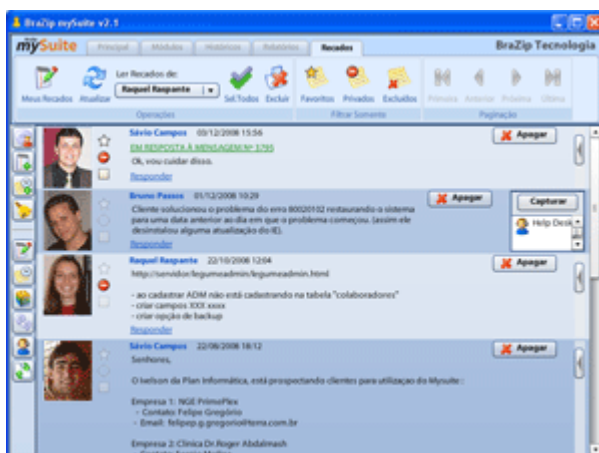 BraZip mySuite v2.1
mySuite Principal Módulos Históricos Relatórios Recados BraZip Tecnologia
Ler Recados de:
Raquel Raspante
Meus Recados Atualizar Sel.Todos Excluir Favoritos Privados Excluídos Primeira Anterior Próxima Última
Operações Filtrar Somente Paginação
Sávio Campos 03/12/2008 15:56 Apagar
EM RESPOSTA À MENSAGEM Nº 3795
Ok, vou cuidar disso.
Responder
Bruno Passos 01/12/2008 10:29 Apagar Capturar
Cliente solucionou o problema do erro 80020102 restaurando o sistema
para uma data anterior ao dia em que o problema começou. (assim ele
desinstalou alguma atualização do IE).
Help Desk
Responder
Raquel Raspante 22/10/2008 12:04 Apagar
http://servidor/legumeadmin/legumeadmin.html
- ao cadastrar ADM não está cadastrando na tabela "colaboradores"
- criar campos XXX xxxx
- criar opção de backup
Responder
Sávio Campos 22/08/2008 18:12 Apagar
Senhores,
O Ivelson da Plan Informática, está prospectando clientes para utilizaçao do Mysuite :
Empresa 1: NGE PrimePlex
- Contato: Felipe Gregório
- Email: felipep.g.gregorio@terra.com.br
Empresa 2: Clinica Dr.Roger Abdalmash